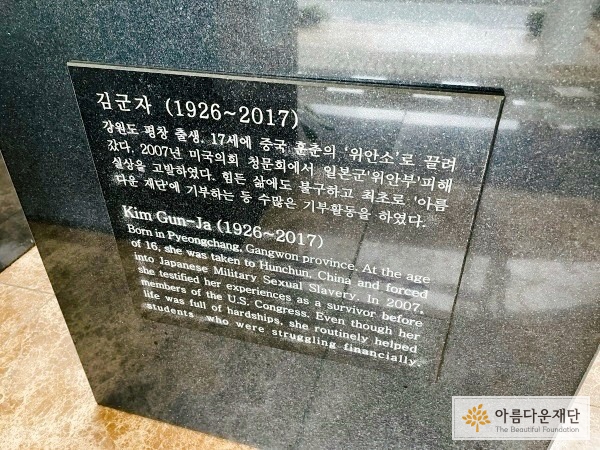 김군자 (1926~2017)
강원도 평창 출생. 17세에 중국 훈춘의 '위안소'로 끌려
갔다. 2007년 미국의회 청문회에서 일본군'위안부'피해
실상을 고발하였다. 힘든 삶에도 불구하고 최초로 '아름
다운 재단'에 기부하는 등 수많은 기부활동을 하였다.
Kim Gun-Ja (1926~2017)
Born in Pyeongchang, Gangwon province. At the age
of 16, she was taken to Hunchun, China and forced
into Japanese Military Sexual Slavery. In 2007,
she testified her experiences as a survivor before
members of the U.S. Congress. Even though her
life was full of hardships, she routinely helped
students who were struggling financially.
아름다운재단
The Beautiful Foundation